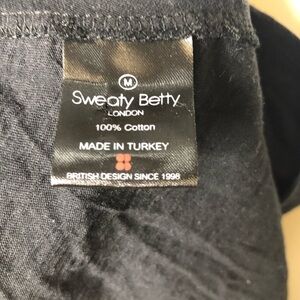 M
Sweaty Betty
LONDON
100% Cotton
MADE IN TURKEY
BRITISH DESIGN SINCE 1998